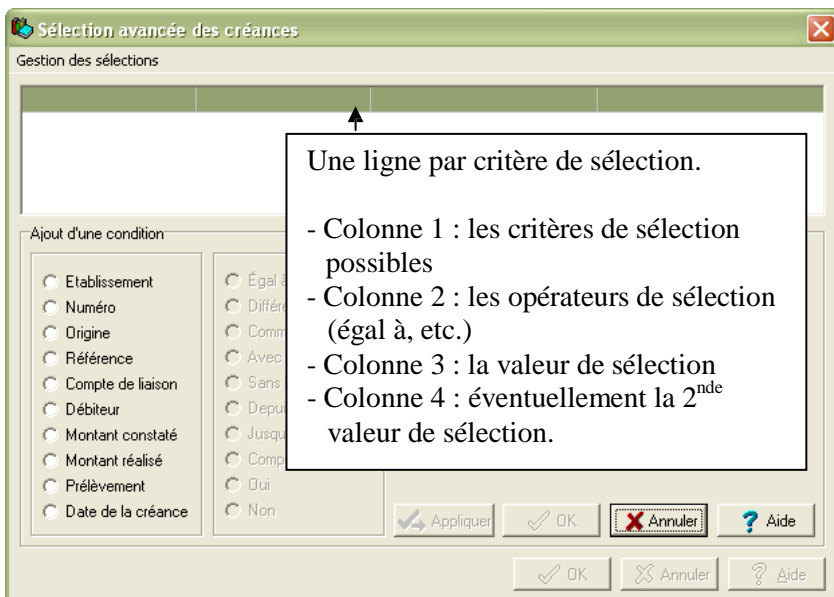 Sélection avancée des créances
Gestion des sélections
Une ligne par critère de sélection.
- Colonne 1 : les critères de sélection
possibles
- Colonne 2 : les opérateurs de sélection
(égal à, etc.)
- Colonne 3 : la valeur de sélection
- Colonne 4 : éventuellement la 2nde
valeur de sélection.
Ajout d'une condition
Etablissement
Numéro
Origine
Référence
Compte de liaison
Débiteur
Montant constaté
Montant réalisé
Prélèvement
Date de la créance
Égal
Avec
Sans
Oui
Non
Appliquer
OK
Annuler
Aide
OK
Annuler
Aide